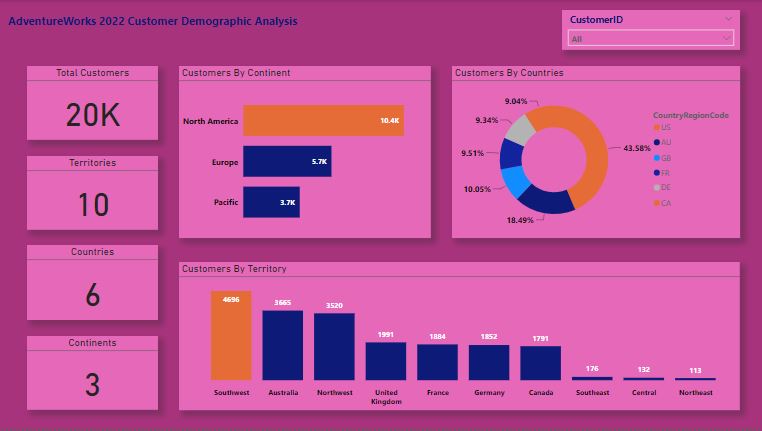 AdventureWorks 2022 Customer Demographic Analysis
CustomerID
All
Total Customers
20K
Territories
10
Countries
6
Continents
3
Customers By Continent
North America
10.4K
Europe
5.7K
Pacific
3.7K
Customers By Countries
9.04%
9.34%
9.51%
10.05%
18.49%
43.58%
CountryRegionCode
US
AU
GB
FR
DE
CA
Customers By Territory
4696
3665
3520
1991
1884
1852
1791
176
132
113
Southwest
Australia
Northwest
United
Kingdom
France
Germany
Canada
Southeast
Central
Northeast